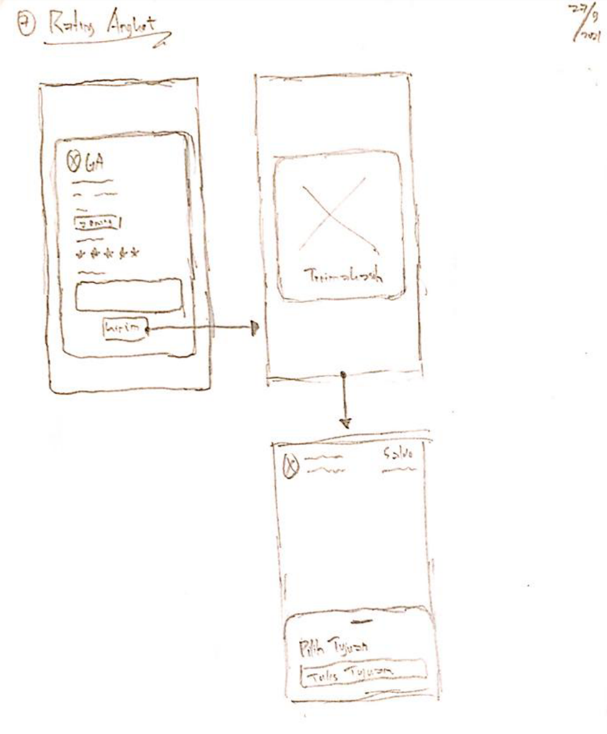 7 Rating Angkot
27/9
2021
GA
kirim
Terimakasih
Saldo
Pilih Tujuan
Tulis Tujuan